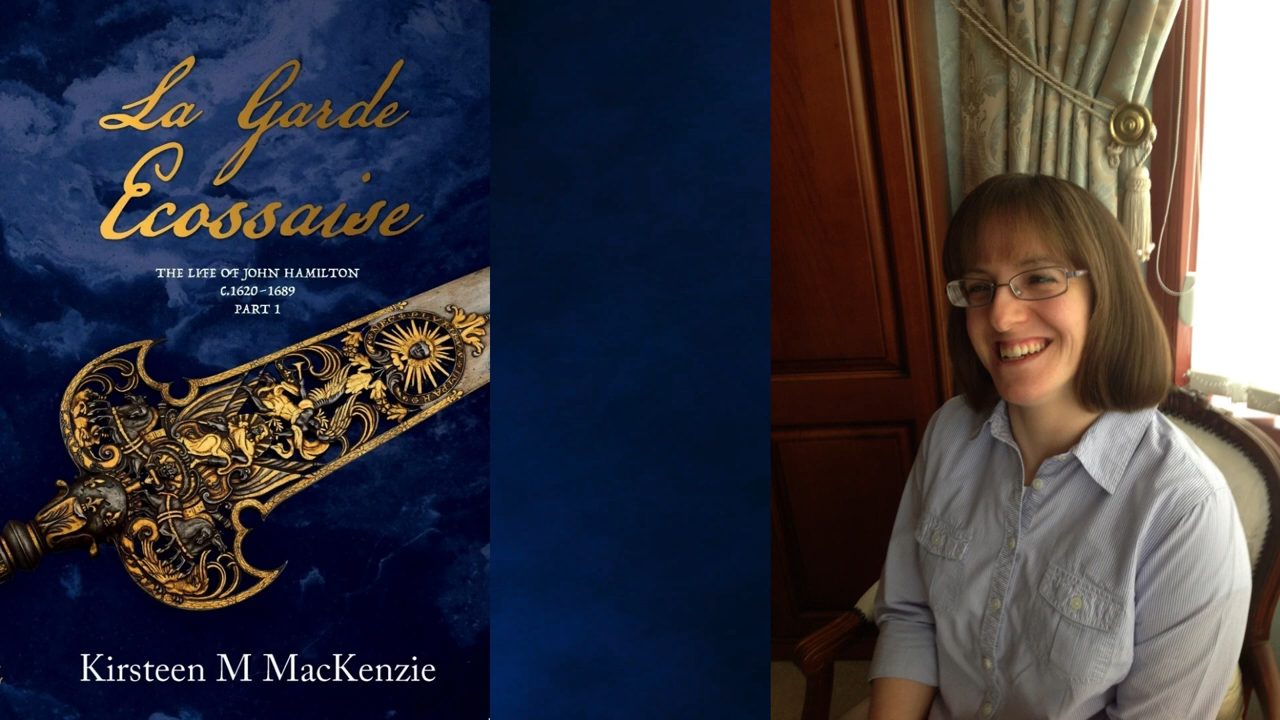 La Garde
Ecossaise
THE LIFE OF JOHN HAMILTON
C.1620-1689
PART 1
Kirsteen M MacKenzie